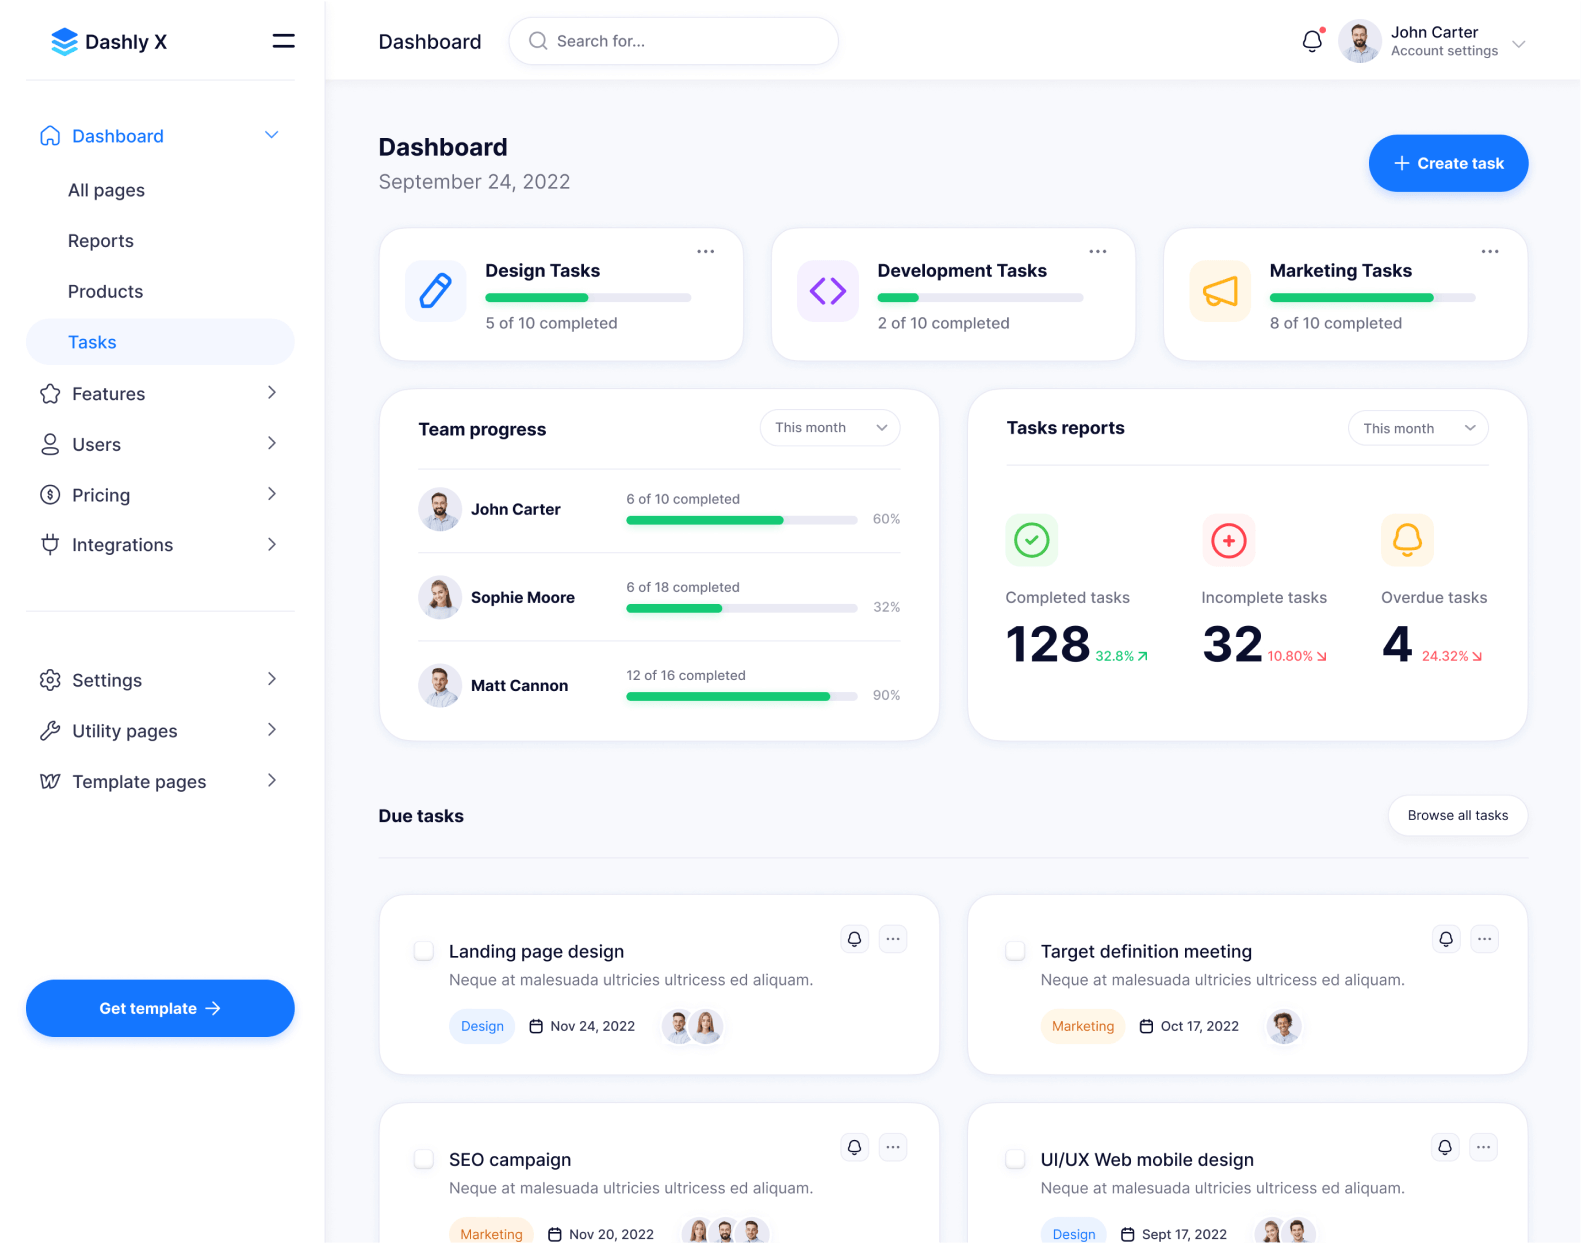 Dashly X
Dashboard
Search for...
John Carter
Account settings
Dashboard
All pages
Reports
Products
Tasks
Features
Users
Pricing
Integrations
Settings
Utility pages
Template pages
Get template
Dashboard
September 24, 2022
Create task
Design Tasks
5 of 10 completed
Development Tasks
2 of 10 completed
Marketing Tasks
8 of 10 completed
Team progress
This month
John Carter
6 of 10 completed
60%
Sophie Moore
6 of 18 completed
32%
Matt Cannon
12 of 16 completed
90%
Tasks reports
This month
Completed tasks
128 32.8%
Incomplete tasks
32 10.80%
Overdue tasks
4 24.32%
Due tasks
Browse all tasks
Landing page design
Neque at malesuada ultricies ultricess ed aliquam.
Design Nov 24, 2022
Target definition meeting
Neque at malesuada ultricies ultricess ed aliquam.
Marketing Oct 17, 2022
SEO campaign
Neque at malesuada ultricies ultricess ed aliquam.
Marketing Nov 20, 2022
UI/UX Web mobile design
Neque at malesuada ultricies ultricess ed aliquam.
Design Sept 17, 2022